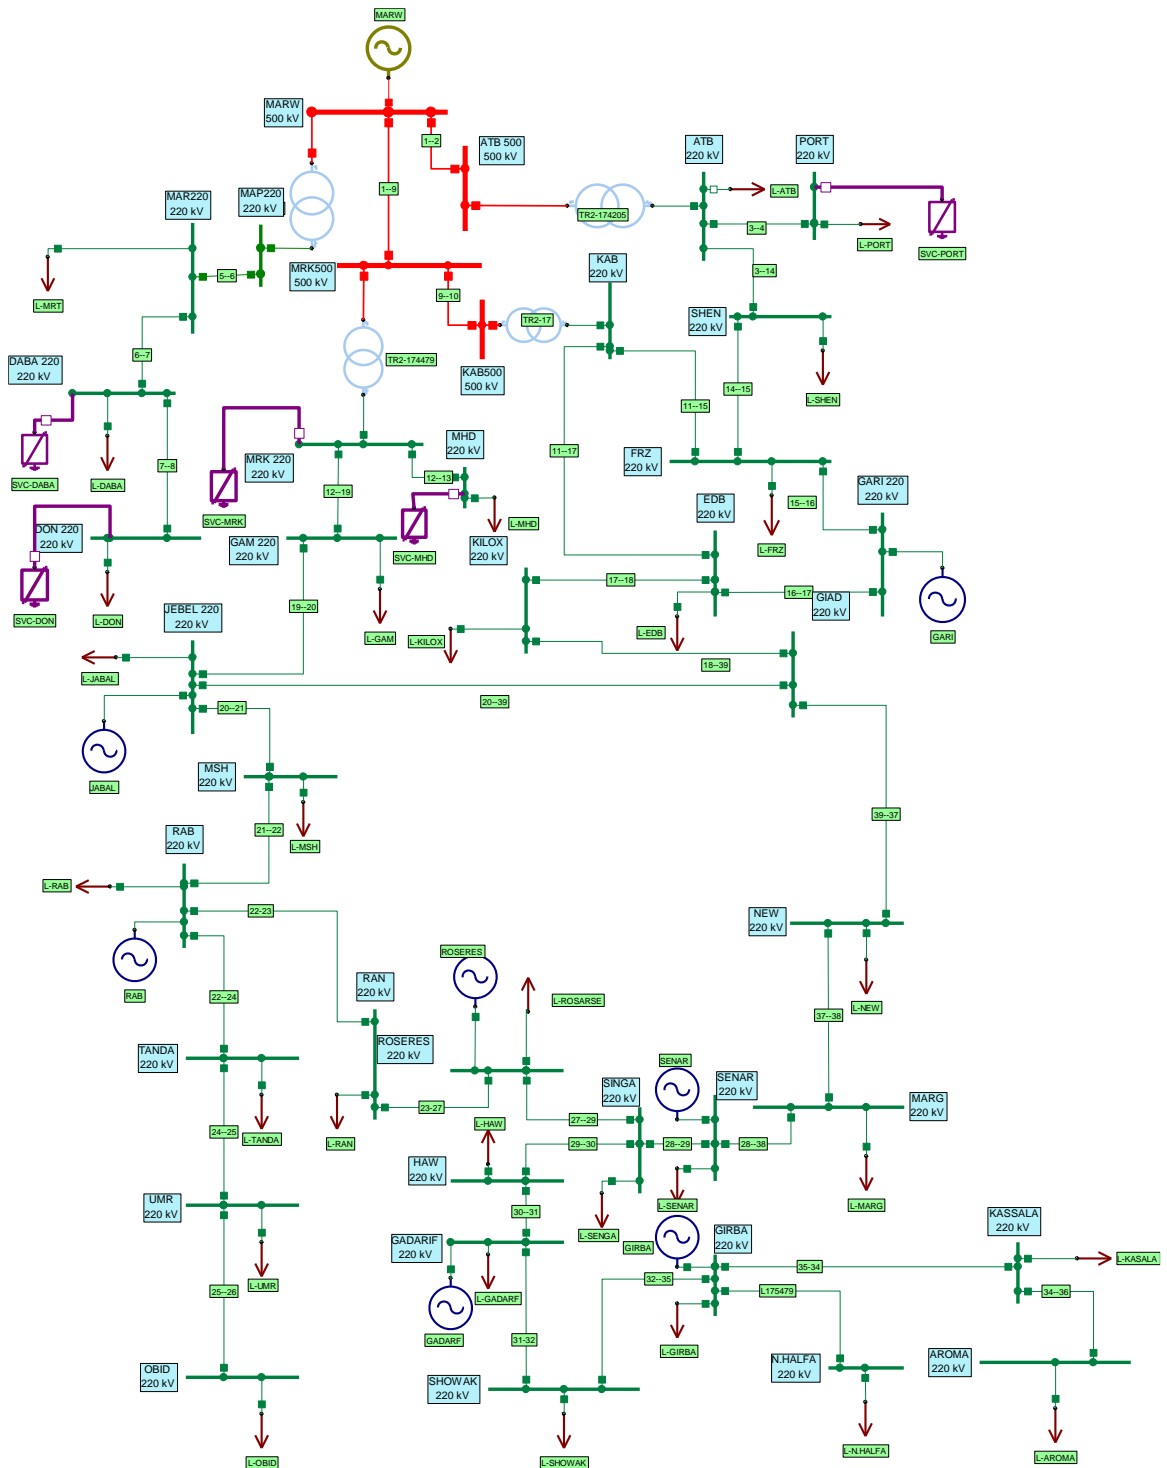 MARW
MARW
500 kV
1--2
ATB 500
500 kV
ATB
220 kV
PORT
220 kV
MAR220
220 kV
MAP220
220 kV
1--9
TR2-174205
L-ATB
3--4
L-PORT
SVC-PORT
L-MRT
5--6
MRK500
500 kV
9--10
KAB
220 kV
3--14
TR2-17
SHEN
220 kV
6--7
DABA 220
220 kV
TR2-174479
KAB500
500 kV
14--15
L-SHEN
11--15
SVC-DABA
L-DABA
7--8
MRK 220
220 kV
MHD
220 kV
11--17
FRZ
220 kV
GARI 220
220 kV
12--13
12--19
SVC-MRK
L-MHD
15--16
EDB
220 kV
DON 220
220 kV
GAM 220
220 kV
SVC-MHD
KILOX
220 kV
L-FRZ
17--18
16--17
GIAD
220 kV
SVC-DON
L-DON
19--20
JEBEL 220
220 kV
L-GAM
L-KILOX
L-EDB
GARI
L-JABAL
18--39
20--21
20--39
JABAL
MSH
220 kV
39--37
21--22
L-MSH
RAB
220 kV
L-RAB
22-23
NEW
220 kV
RAB
ROSERES
RAN
220 kV
22--24
L-ROSARSE
L-NEW
37--38
TANDA
220 kV
ROSERES
220 kV
SENAR
SINGA
220 kV
SENAR
220 kV
MARG
220 kV
23-27
L-RAN
27--29
L-HAW
24--25
L-TANDA
29--30
28--29
28--38
HAW
220 kV
UMR
220 kV
30--31
L-SENGA
L-SENAR
L-MARG
GADARIF
220 kV
GIRBA
GIRBA
220 kV
KASSALA
220 kV
L-KASALA
35-34
32--35
L-UMR
25--26
L-GADARF
L175479
34--36
GADARF
31-32
L-GIRBA
OBID
220 kV
SHOWAK
220 kV
N.HALFA
220 kV
AROMA
220 kV
L-OBID
L-SHOWAK
L-N.HALFA
L-AROMA